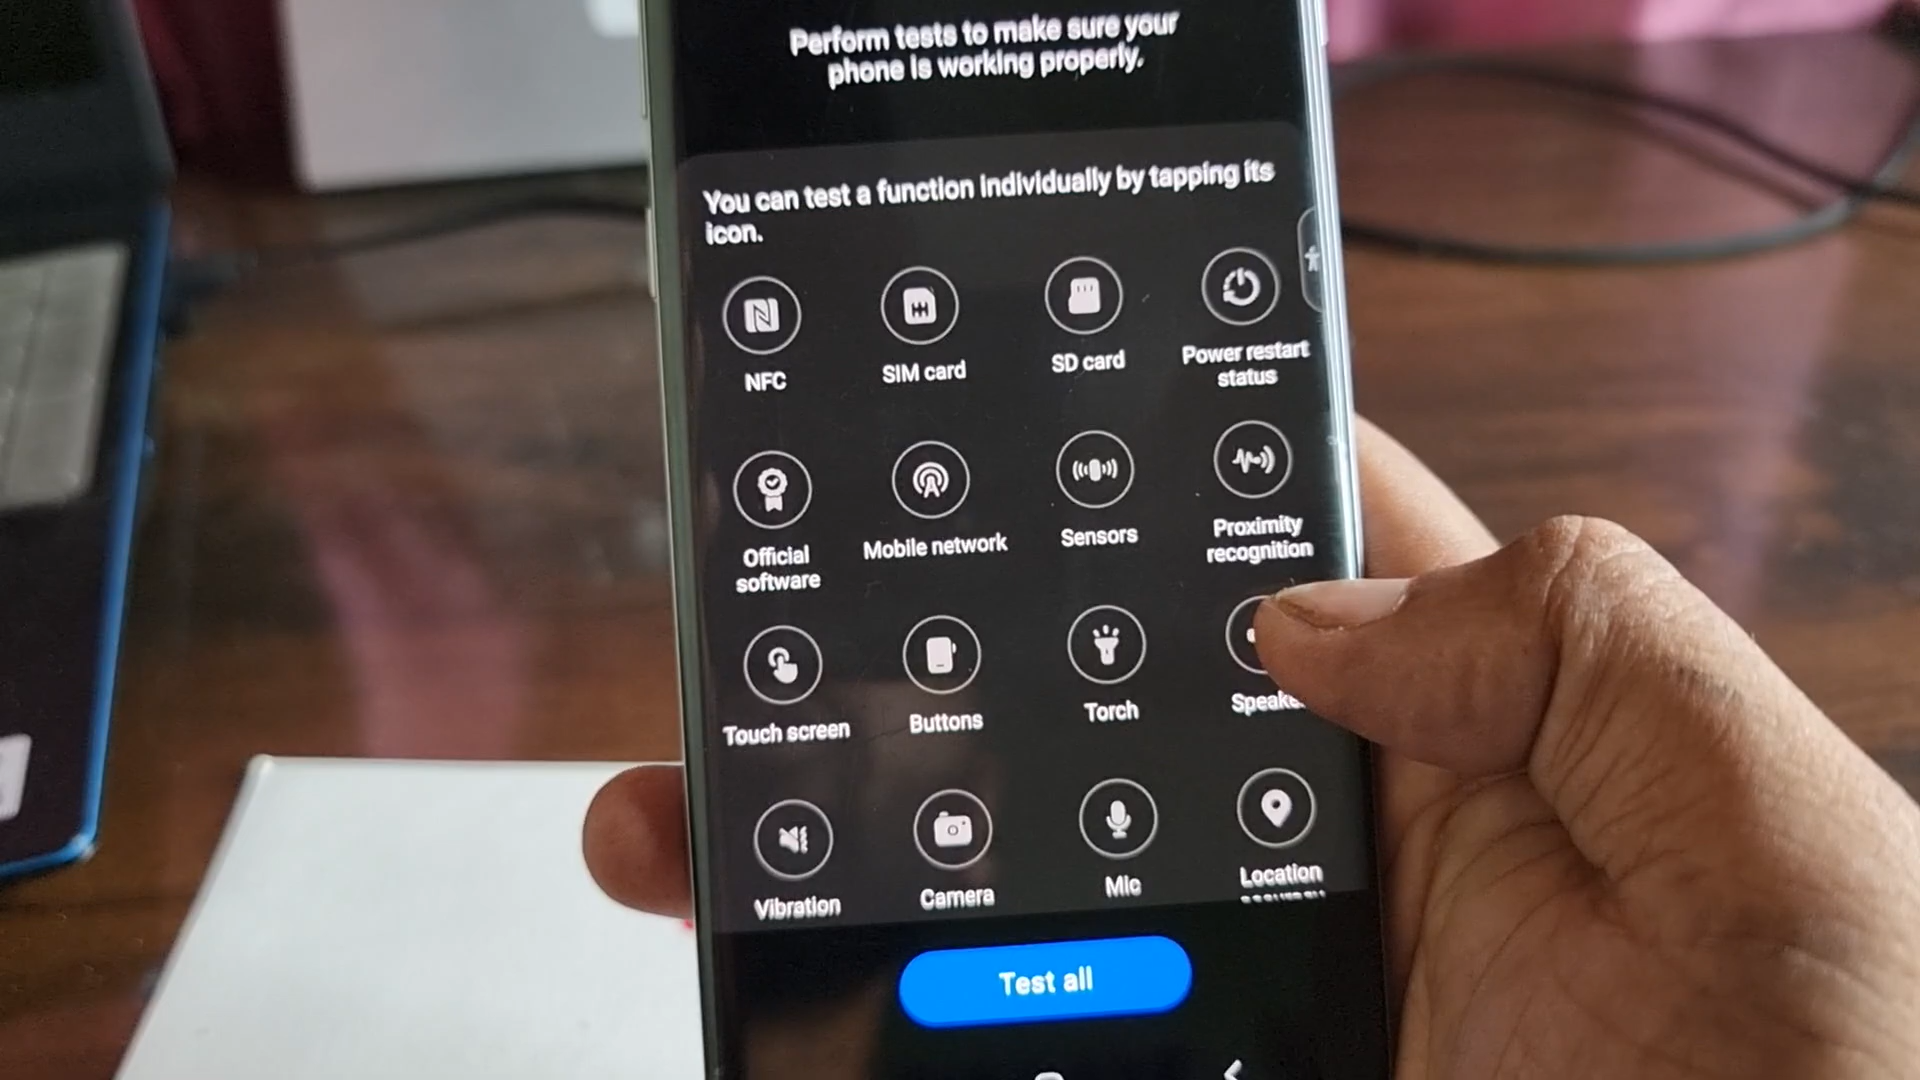 Perform tests to make sure your
phone is working properly.
You can test a function individually by tapping its
icon.
NFC
SIM card
SD card
Power restart
status
Official
software
Mobile network
Sensors
Proximity
recognition
Touch screen
Buttons
Torch
Vibration
Camera
Mic
Location
Test all